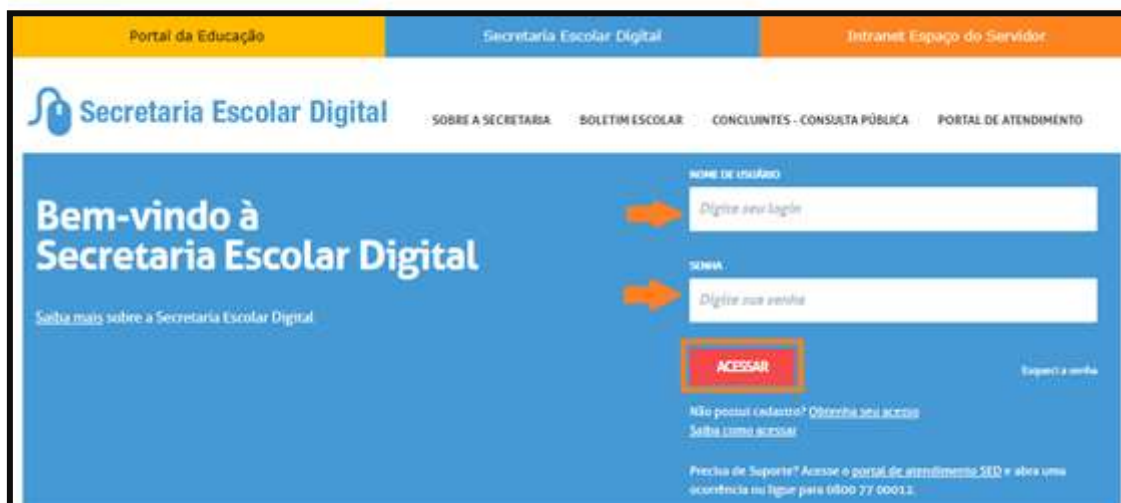 Portal da Educação
Secretaria Escolar Digital
Intranet Espaço do Servidor
Secretaria Escolar Digital
SOBRE A SECRETARIA
BOLETIM ESCOLAR
CONCLUINTES - CONSULTA PÚBLICA
PORTAL DE ATENDIMENTO
Bem-vindo à
Secretaria Escolar Digital
Saiba mais sobre a Secretaria Escolar Digital
NOME DE USUÁRIO
Digite seu login
SENHA
Digite sua senha
ACESSAR
Esqueci a senha
Não possui cadastro? Obtenha seu acesso
Saiba como acessar
Precisa de Suporte? Acesse o portal de atendimento SED e abra uma
ocorrência ou ligue para 0800 77 00012.